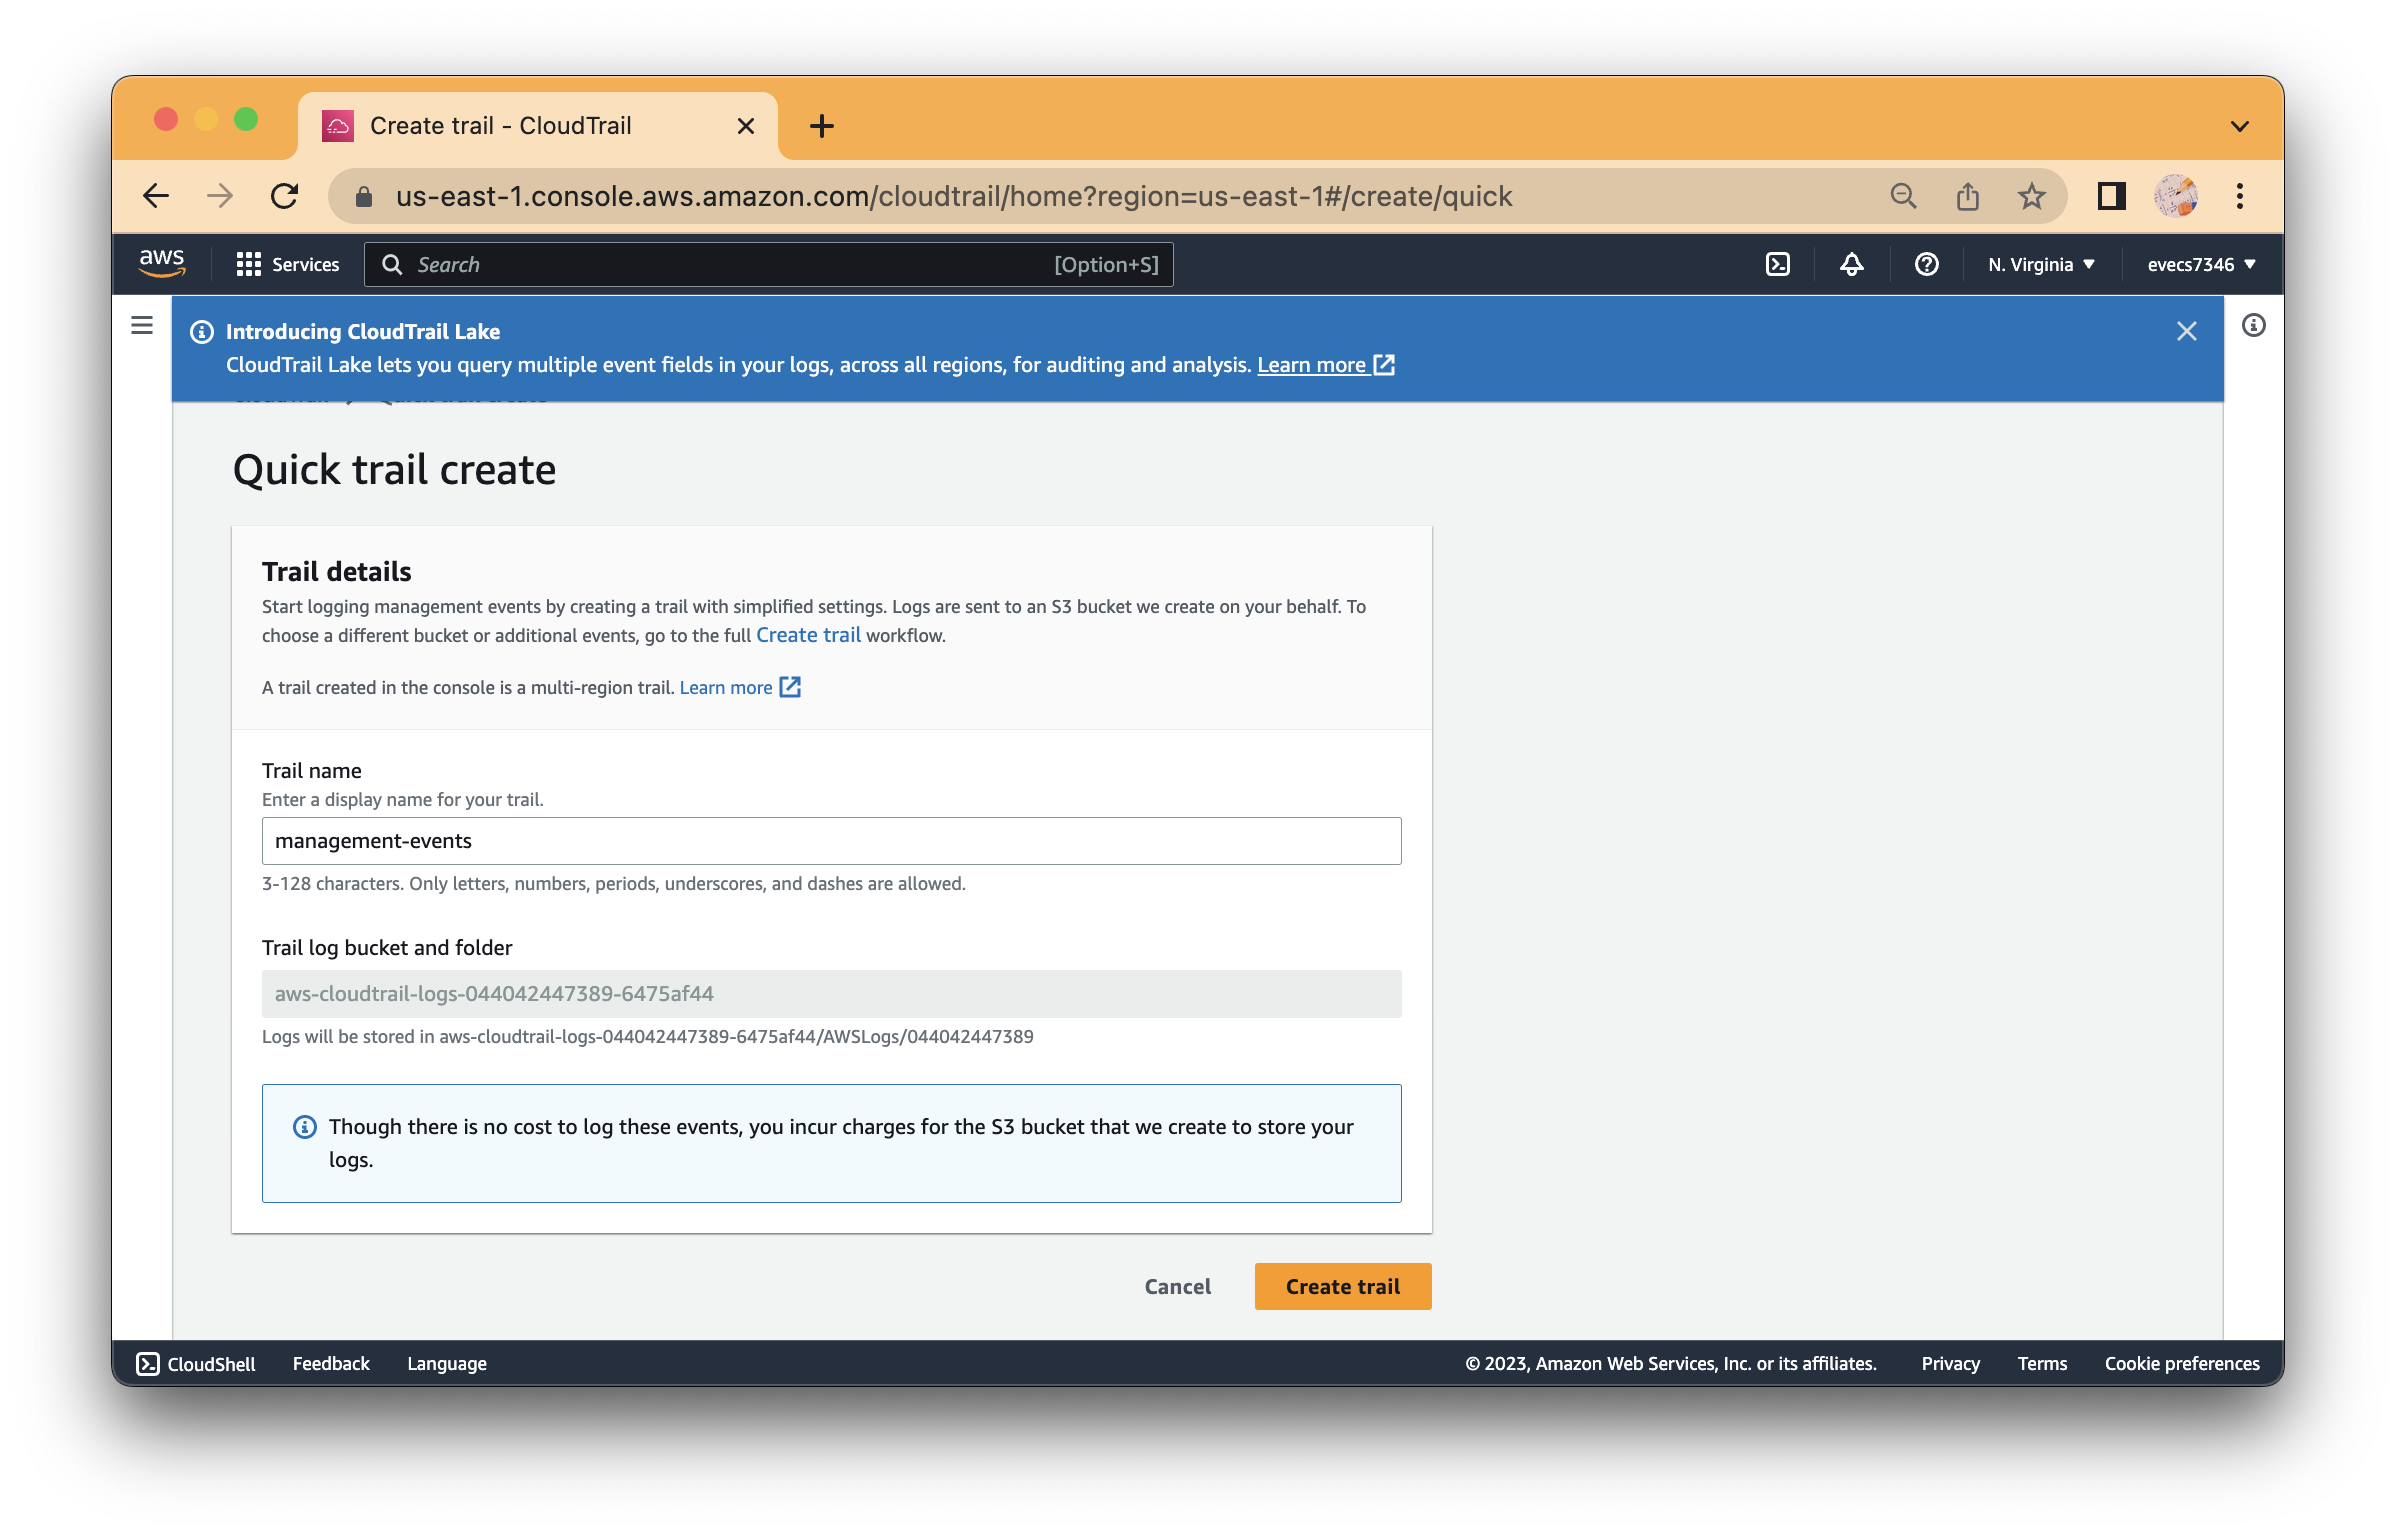 Create trail - CloudTrail
us-east-1.console.aws.amazon.com/cloudtrail/home?region=us-east-1#/create/quick
aws
Services
Search
[Option+S]
N. Virginia
evecs7346
Introducing CloudTrail Lake
CloudTrail Lake lets you query multiple event fields in your logs, across all regions, for auditing and analysis. Learn more
Quick trail create
Trail details
Start logging management events by creating a trail with simplified settings. Logs are sent to an S3 bucket we create on your behalf. To
choose a different bucket or additional events, go to the full Create trail workflow.
A trail created in the console is a multi-region trail. Learn more
Trail name
Enter a display name for your trail.
management-events
3-128 characters. Only letters, numbers, periods, underscores, and dashes are allowed.
Trail log bucket and folder
aws-cloudtrail-logs-044042447389-6475af44
Logs will be stored in aws-cloudtrail-logs-044042447389-6475af44/AWSLogs/044042447389
Though there is no cost to log these events, you incur charges for the S3 bucket that we create to store your
logs.
Cancel
Create trail
CloudShell
Feedback
Language
© 2023, Amazon Web Services, Inc. or its affiliates.
Privacy
Terms
Cookie preferences